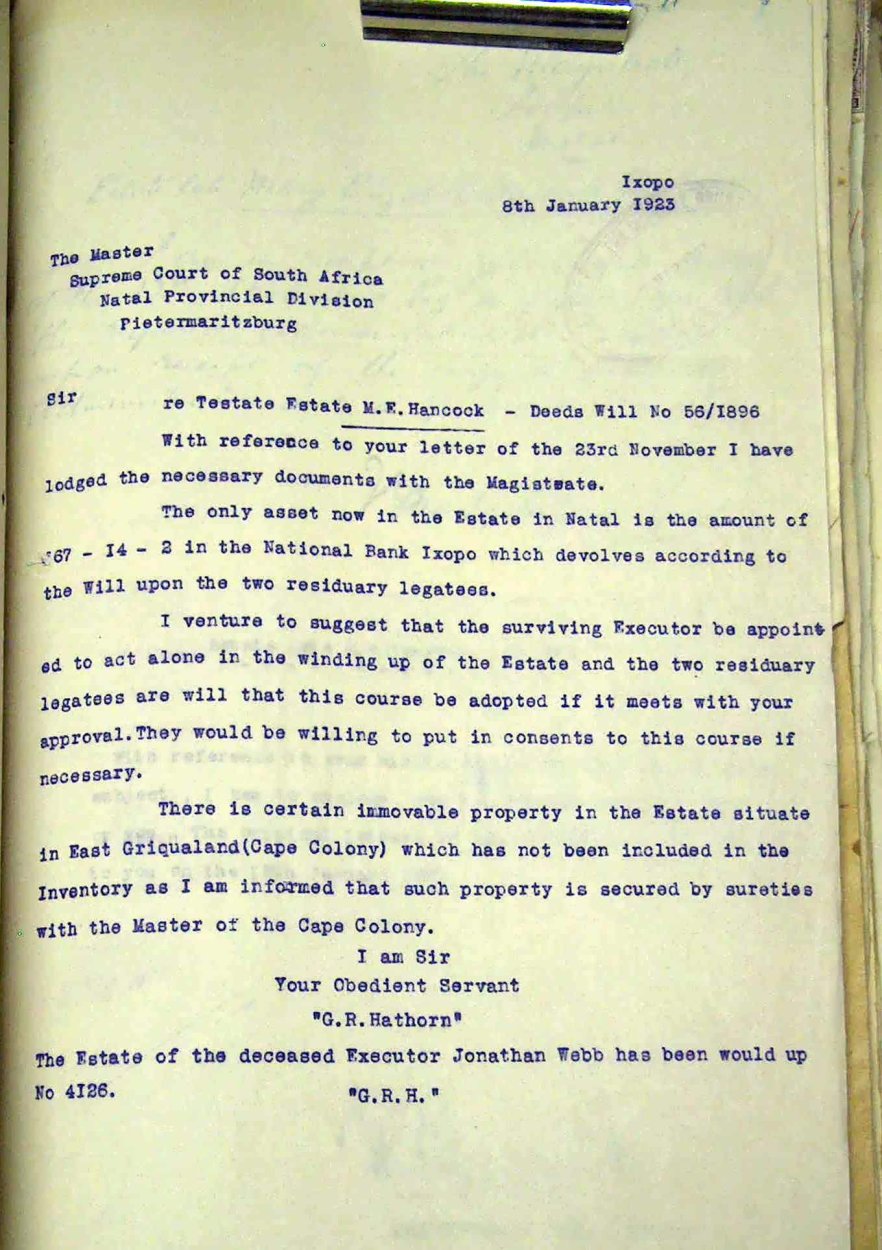 Ixopo
8th January I923
The Master
Supreme Court of South Africa
Natal Provincial Division
Pietermaritzburg
Sir
re Testate Estate M.E.Hancock - Deeds Will No 56/I896
With reference to your letter of the 23rd November I have
lodged the necessary documents with the Magisteate.
The only asset now in the Estate in Natal is the amount of
67 - I4 - 2 in the National Bank Ixopo which devolves according to
the Will upon the two residuary legatees.
I venture to suggest that the surviving Executor be appoint-
ed to act alone in the winding up of the Estate and the two residuary
legatees are will that this course be adopted if it meets with your
approval.They would be willing to put in consents to this course if
necessary.
There is certain immovable property in the Estate situate
in East Griqualand(Cape Colony) which has not been included in the
Inventory as I am informed that such property is secured by sureties
with the Master of the Cape Colony.
I am Sir
Your Obedient Servant
"G.R.Hathorn"
The Estate of the deceased Executor Jonathan Webb has been would up
No 4I26.
"G.R.H."